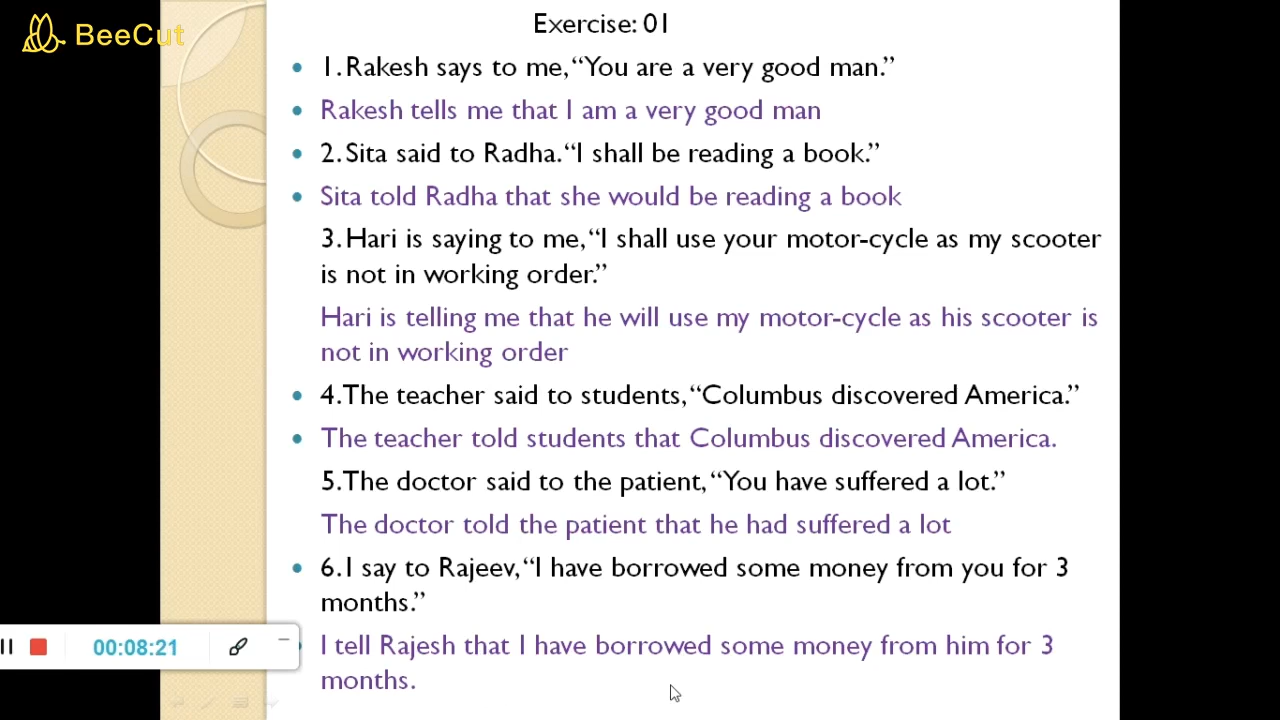 BeeCut
Exercise: 01
1. Rakesh says to me, “You are a very good man.”
Rakesh tells me that I am a very good man
2. Sita said to Radha. “I shall be reading a book.”
Sita told Radha that she would be reading a book
3. Hari is saying to me, “I shall use your motor-cycle as my scooter
is not in working order.”
Hari is telling me that he will use my motor-cycle as his scooter is
not in working order
4.The teacher said to students, “Columbus discovered America.”
The teacher told students that Columbus discovered America.
5.The doctor said to the patient, “You have suffered a lot.”
The doctor told the patient that he had suffered a lot
6.I say to Rajeev, “I have borrowed some money from you for 3
months.”
I tell Rajesh that I have borrowed some money from him for 3
months.
00:08:21